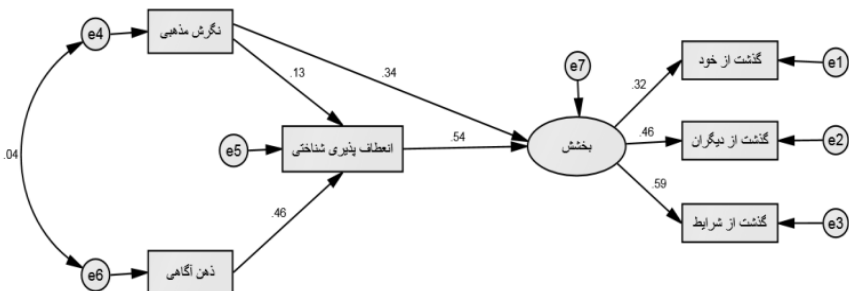 e4
نگرش مذهبی
.13
.34
e7
.32
گذشت از خود
e1
.04
e5
انعطاف پذیری شناختی
.54
بخشش
.46
گذشت از دیگران
e2
.46
.59
گذشت از شرایط
e3
e6
ذهن آگاهی